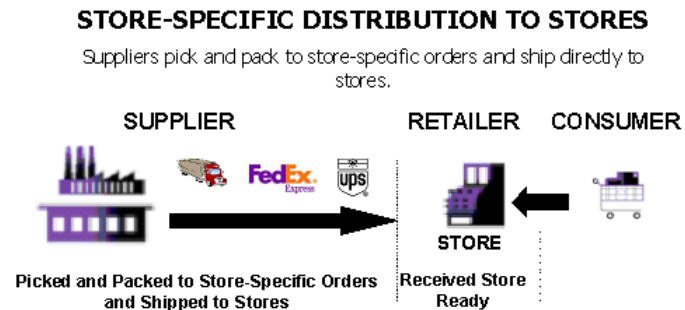 STORE-SPECIFIC DISTRIBUTION TO STORES
Suppliers pick and pack to store-specific orders and ship directly to
stores.
SUPPLIER
RETAILER
CONSUMER
FedEx
Express
ups
STORE
Picked and Packed to Store-Specific Orders
and Shipped to Stores
Received Store
Ready